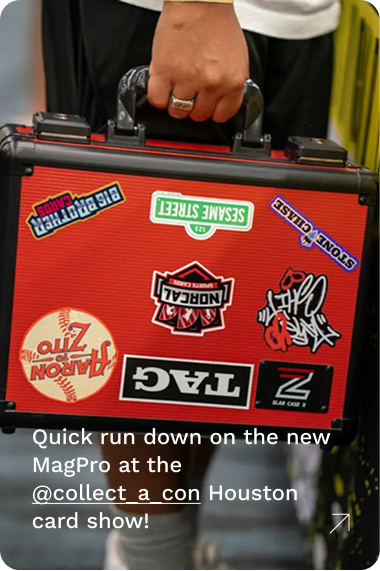 BIG BROTHER
CARDS
123
SESAME STREET
STONE CHASE
NORCAL
SPORTS CARDS
AARON
TO
ZITO
TAG
SLAB CASE X
Quick run down on the new
MagPro at the
@collect_a_con Houston
card show!